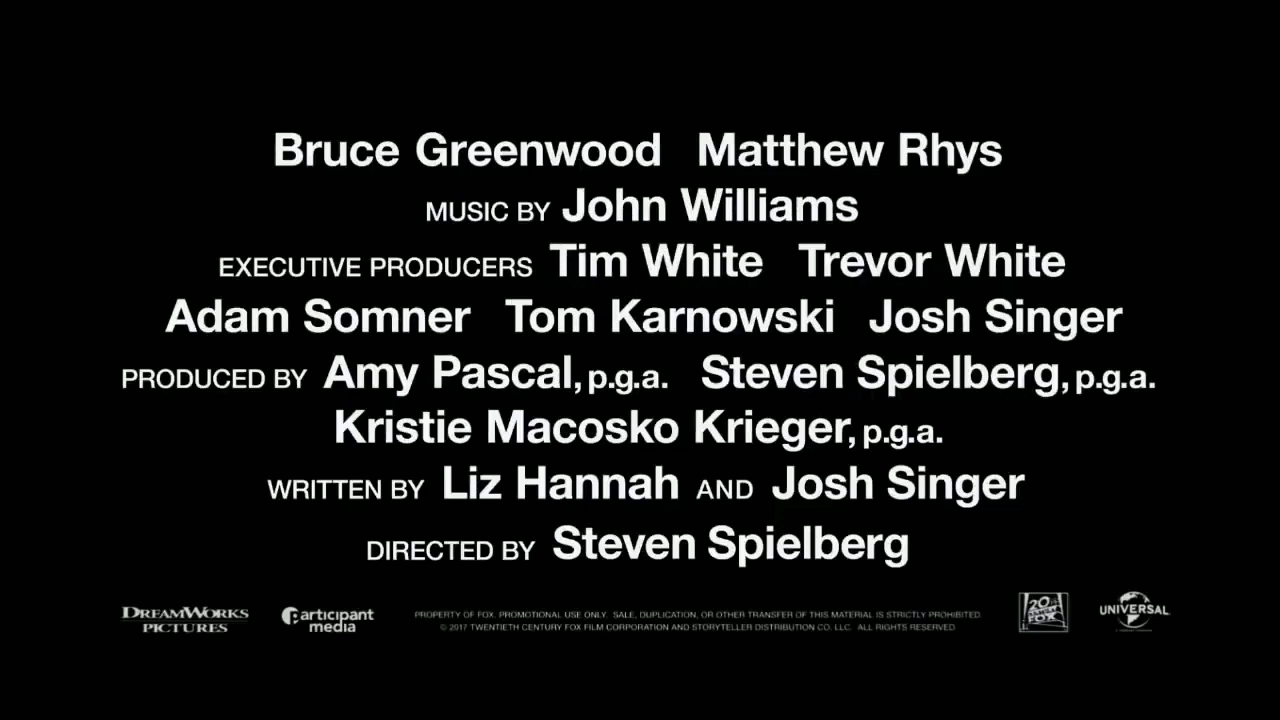 Bruce Greenwood Matthew Rhys
MUSIC BY John Williams
EXECUTIVE PRODUCERS Tim White Trevor White
Adam Somner Tom Karnowski Josh Singer
PRODUCED BY Amy Pascal, p.g.a. Steven Spielberg, p.g.a.
Kristie Macosko Krieger, p.g.a.
WRITTEN BY Liz Hannah AND Josh Singer
DIRECTED BY Steven Spielberg
DREAMWORKS
PICTURES
participant
media
PROPERTY OF FOX. PROMOTIONAL USE ONLY. SALE, DUPLICATION, OR OTHER TRANSFER OF THIS MATERIAL IS STRICTLY PROHIBITED.
© 2017 TWENTIETH CENTURY FOX FILM CORPORATION AND STORYTELLER DISTRIBUTION CO. LLC. ALL RIGHTS RESERVED.
20th
CENTURY
FOX
UNIVERSAL